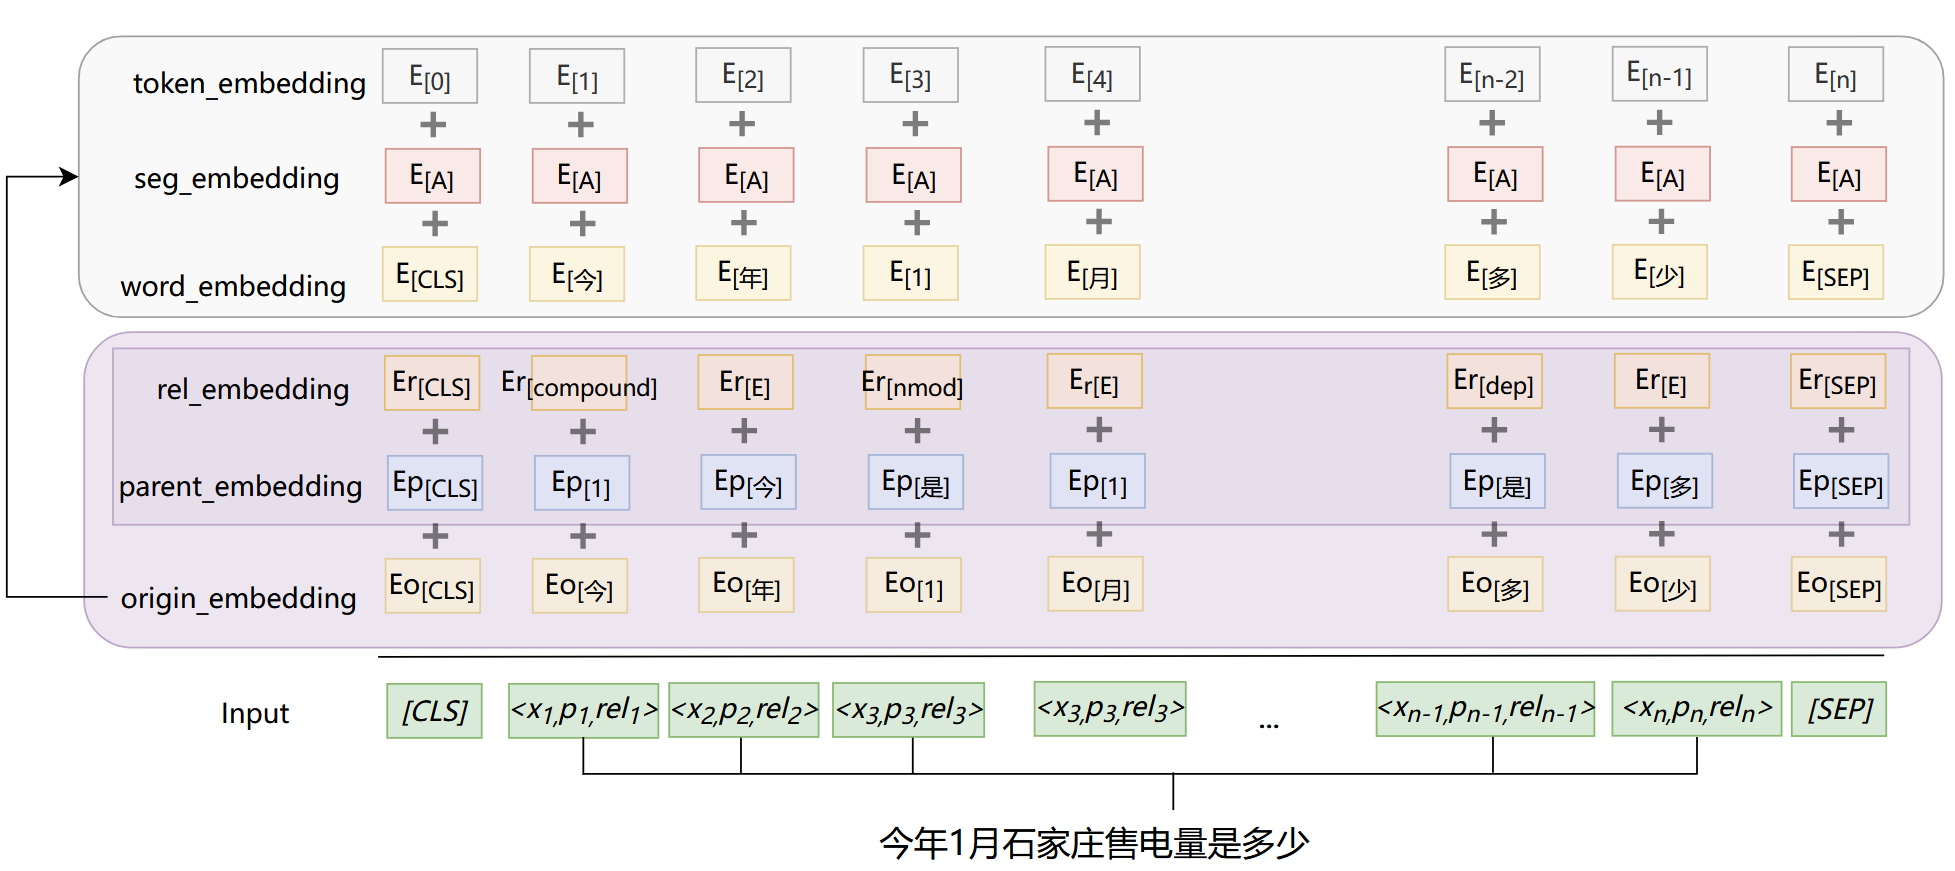 token_embedding E[0] E[1] E[2] E[3] E[4] E[n-2] E[n-1] E[n]
+ + + + + + + +
seg_embedding E[A] E[A] E[A] E[A] E[A] E[A] E[A] E[A]
+ + + + + + + +
word_embedding E[CLS] E[今] E[年] E[1] E[月] E[多] E[少] E[SEP]
rel_embedding Er[CLS] Er[compound] Er[E] Er[nmod] Er[E] Er[dep] Er[E] Er[SEP]
+ + + + + + + +
parent_embedding Ep[CLS] Ep[1] Ep[今] Ep[是] Ep[1] Ep[是] Ep[多] Ep[SEP]
+ + + + + + + +
origin_embedding Eo[CLS] Eo[今] Eo[年] Eo[1] Eo[月] Eo[多] Eo[少] Eo[SEP]
Input [CLS] <x1,p1,rel1> <x2,p2,rel2> <x3,p3,rel3> <x3,p3,rel3> ... <xn-1,pn-1,reln-1> <xn,pn,reln> [SEP]
今年1月石家庄售电量是多少